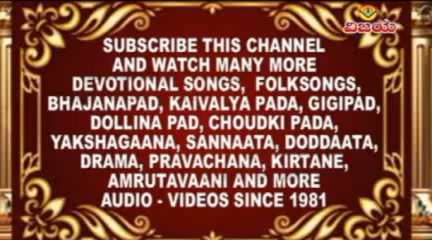 ವಿಜಯ
SUBSCRIBE THIS CHANNEL
AND WATCH MANY MORE
DEVOTIONAL SONGS, FOLKSONGS,
BHAJANAPAD, KAIVALYA PADA, GIGIPAD,
DOLLINA PAD, CHOUDKI PADA,
YAKSHAGAANA, SANNAATA, DODDAATA,
DRAMA, PRAVACHANA, KIRTANE,
AMRUTAVAANI AND MORE
AUDIO - VIDEOS SINCE 1981